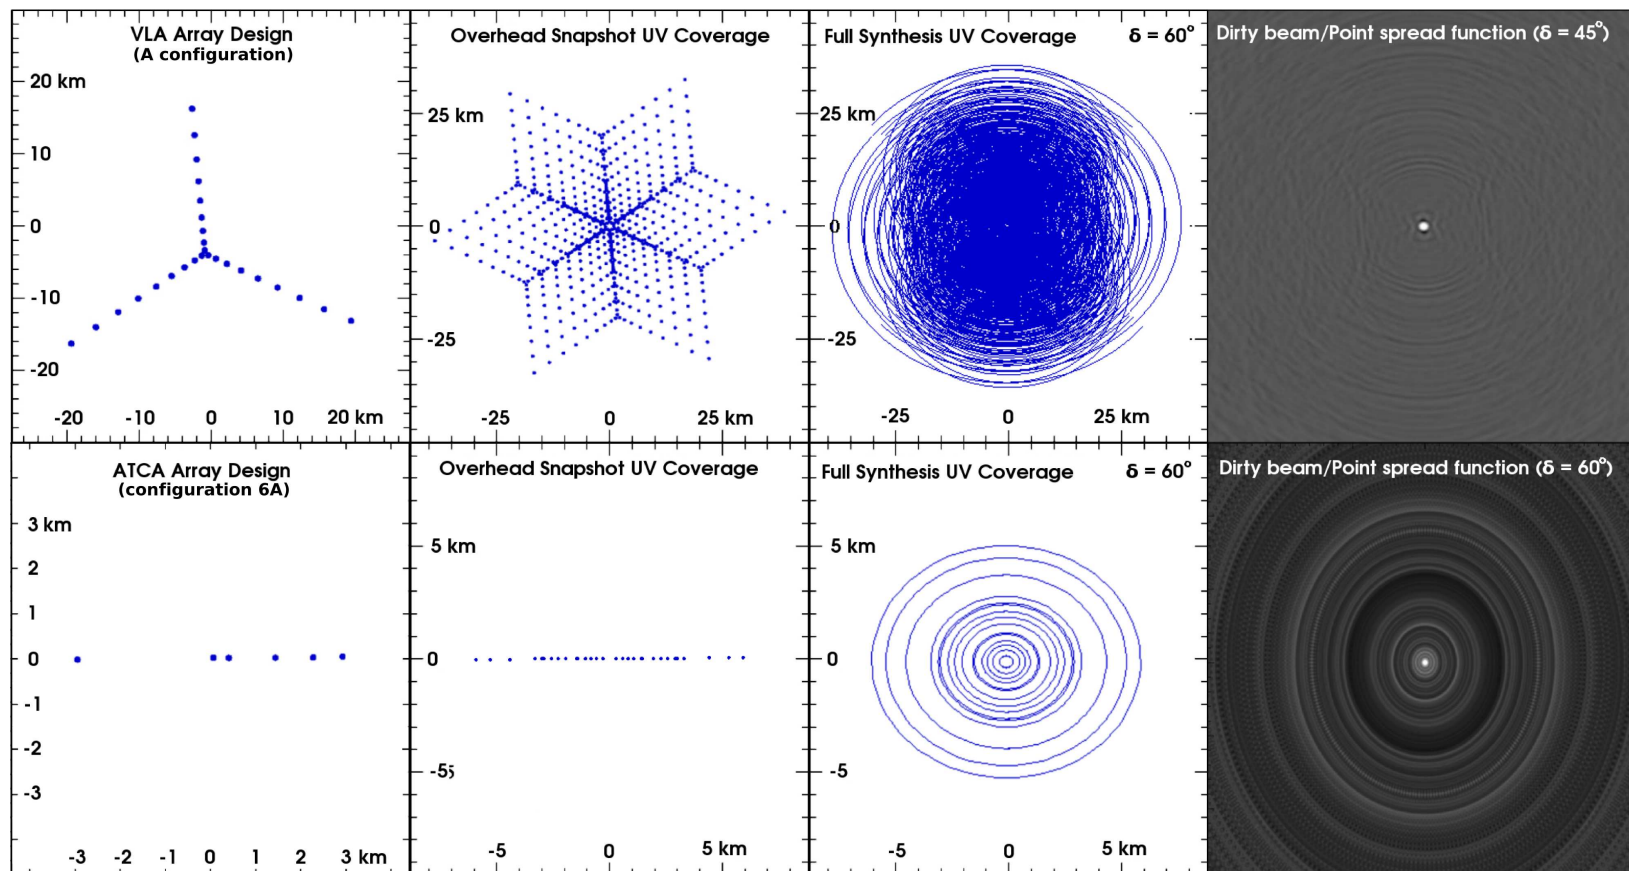 VLA Array Design
(A configuration)
20 km
10
0
-10
-20
-20 -10 0 10 20 km
Overhead Snapshot UV Coverage
25 km
0
-25
-25 0 25 km
Full Synthesis UV Coverage δ = 60°
25 km
0
-25
-25 0 25 km
Dirty beam/Point spread function (δ = 45°)
ATCA Array Design
(configuration 6A)
3 km
2
1
0
-1
-2
-3
-3 -2 -1 0 1 2 3 km
Overhead Snapshot UV Coverage
5 km
0
-55
-5 0 5 km
Full Synthesis UV Coverage δ = 60°
5 km
0
-5
-5 0 5 km
Dirty beam/Point spread function (δ = 60°)